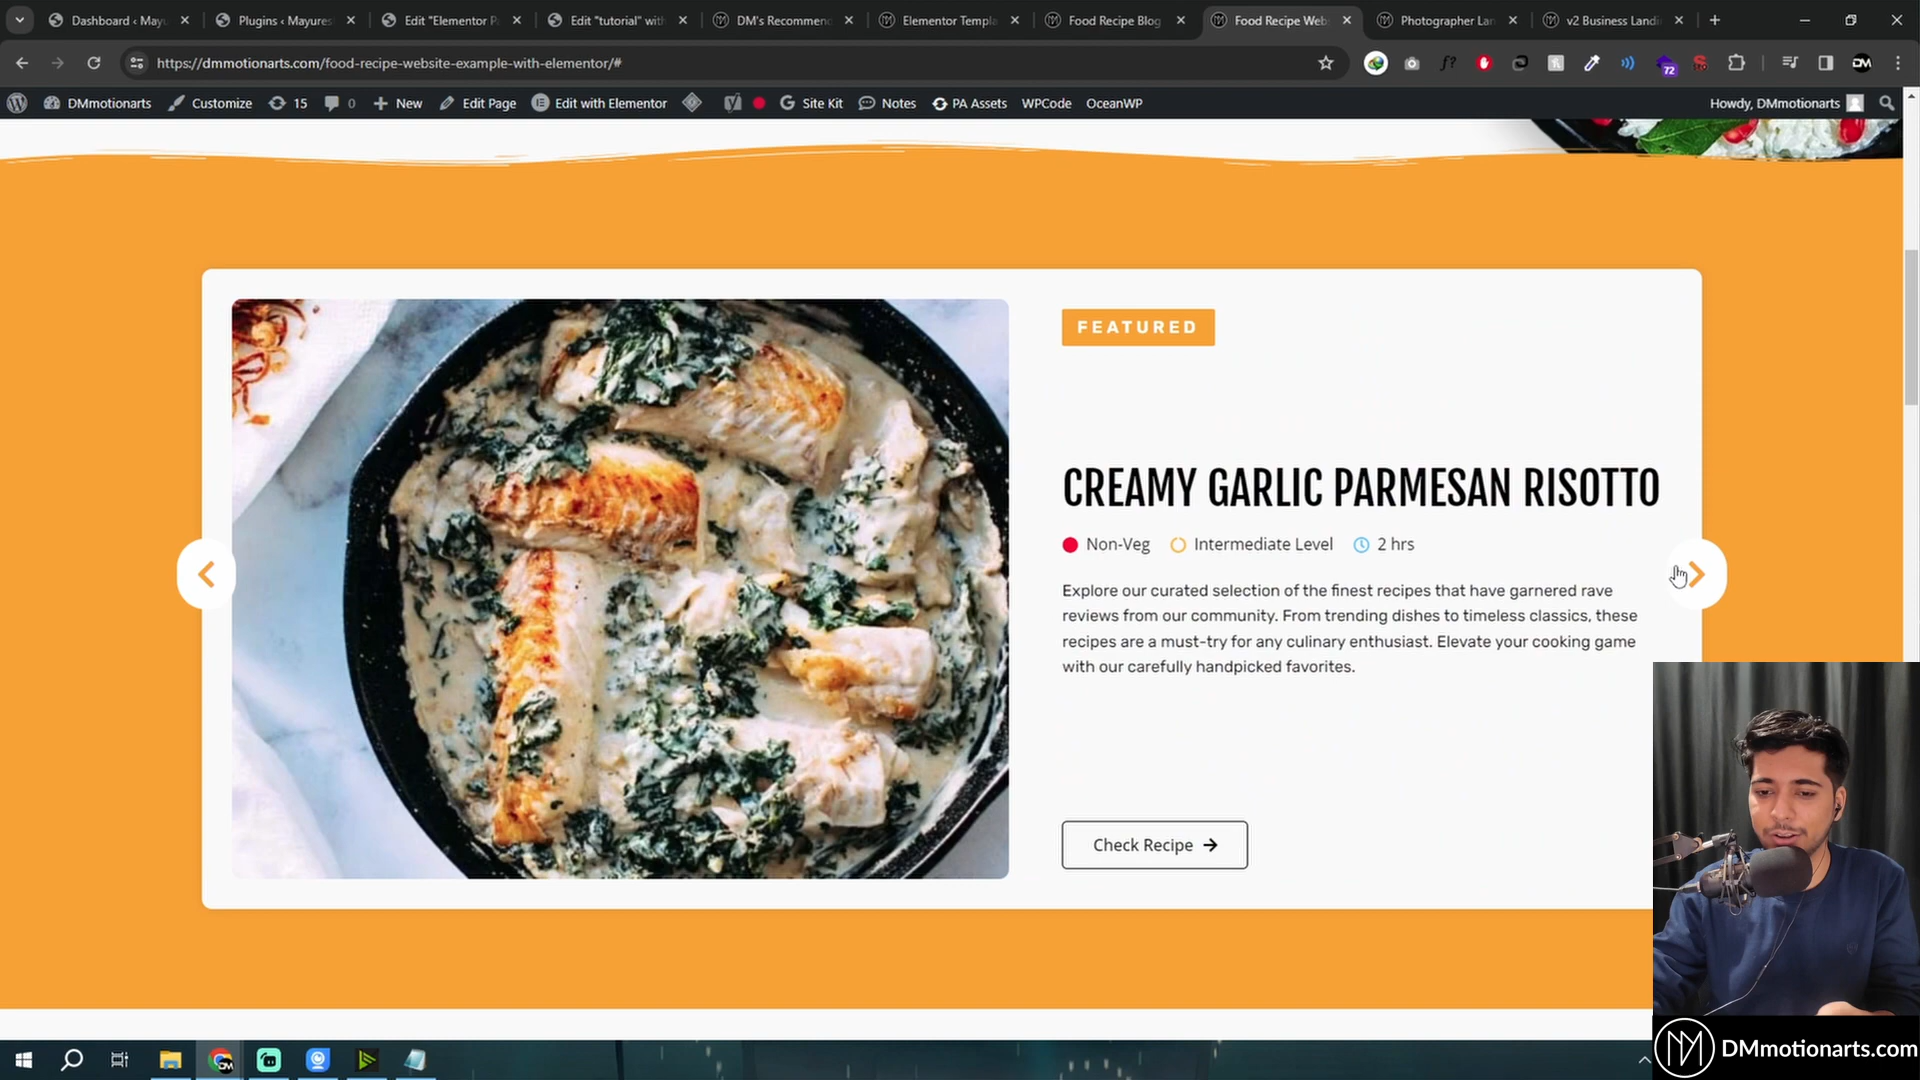 Dashboard ‹ Mayu
Plugins ‹ Mayures
Edit "Elementor P
Edit "tutorial" with
DM's Recommen
Elementor Templa
Food Recipe Blog
Food Recipe Web
Photographer Lan
v2 Business Landi
https://dmmotionarts.com/food-recipe-website-example-with-elementor/#
f?
72
DM
DMmotionarts
Customize
15
0
New
Edit Page
Edit with Elementor
Site Kit
Notes
PA Assets
WPCode
OceanWP
Howdy, DMmotionarts
FEATURED
CREAMY GARLIC PARMESAN RISOTTO
Non-Veg
Intermediate Level
2 hrs
Explore our curated selection of the finest recipes that have garnered rave
reviews from our community. From trending dishes to timeless classics, these
recipes are a must-try for any culinary enthusiast. Elevate your cooking game
with our carefully handpicked favorites.
Check Recipe →
DMmotionarts.com